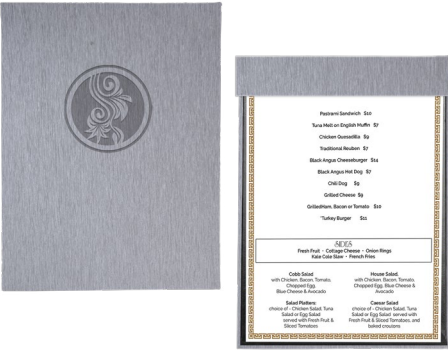 Pastrami Sandwich $10
Tuna Melt on English Muffin $7
Chicken Quesadilla $9
Traditional Reuben $7
Black Angus Cheeseburger $14
Black Angus Hot Dog $7
Chili Dog $9
Grilled Cheese $9
GrilledHam, Bacon or Tomato $10
*Turkey Burger $11
SIDES
Fresh Fruit • Cottage Cheese • Onion Rings
Kale Cole Slaw • French Fries
Cobb Salad
with Chicken, Bacon, Tomato,
Chopped Egg,
Blue Cheese & Avocado
House Salad,
with Chicken, Bacon, Tomato,
Chopped Egg, Blue Cheese &
Avocado
Salad Platters:
choice of - Chicken Salad, Tuna
Salad or Egg Salad
served with Fresh Fruit &
Sliced Tomatoes
Caesar Salad
choice of - Chicken Salad, Tuna
Salad or Egg Salad served with
Fresh Fruit & Sliced Tomatoes, and
baked croutons